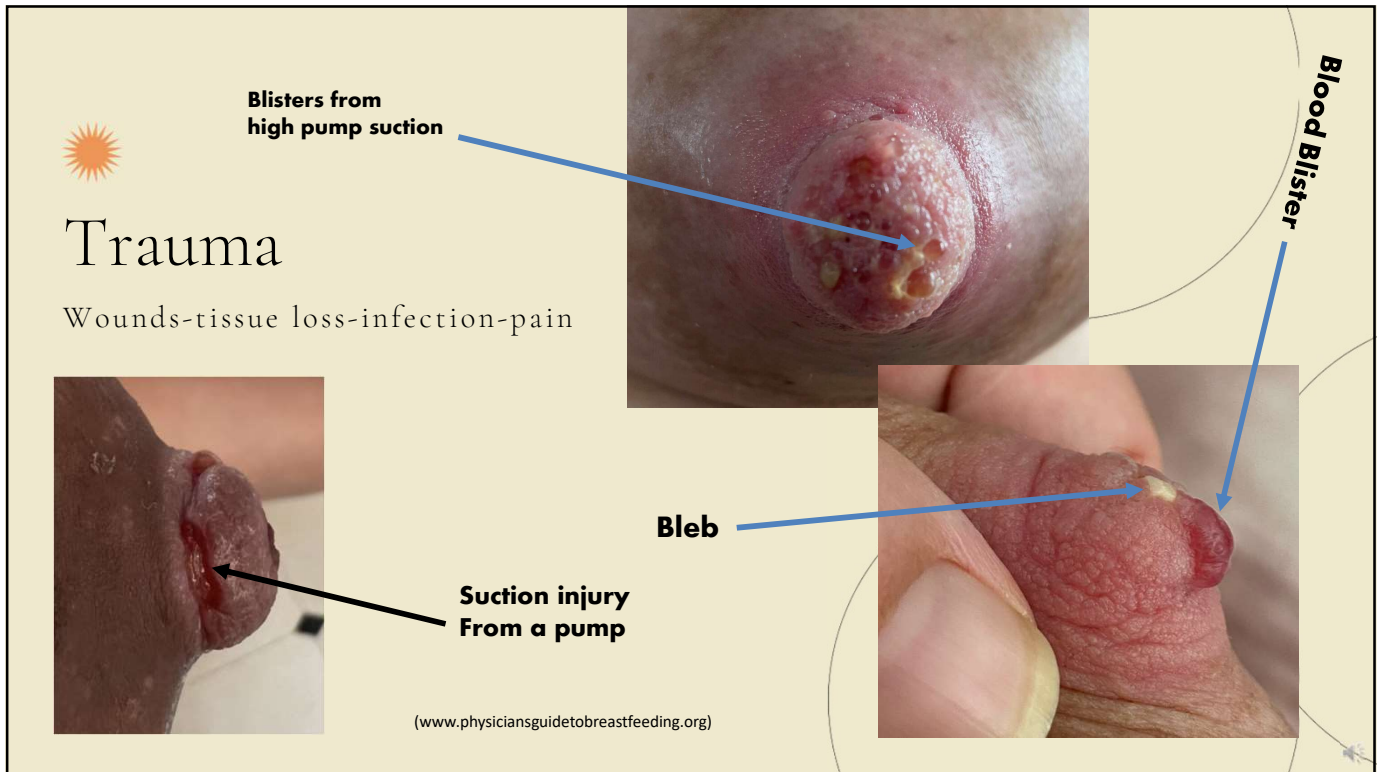 Blisters from
high pump suction
Blood Blister
Trauma
Wounds-tissue loss-infection-pain
Bleb
Suction injury
From a pump
(www.physiciansguidetobreastfeeding.org)